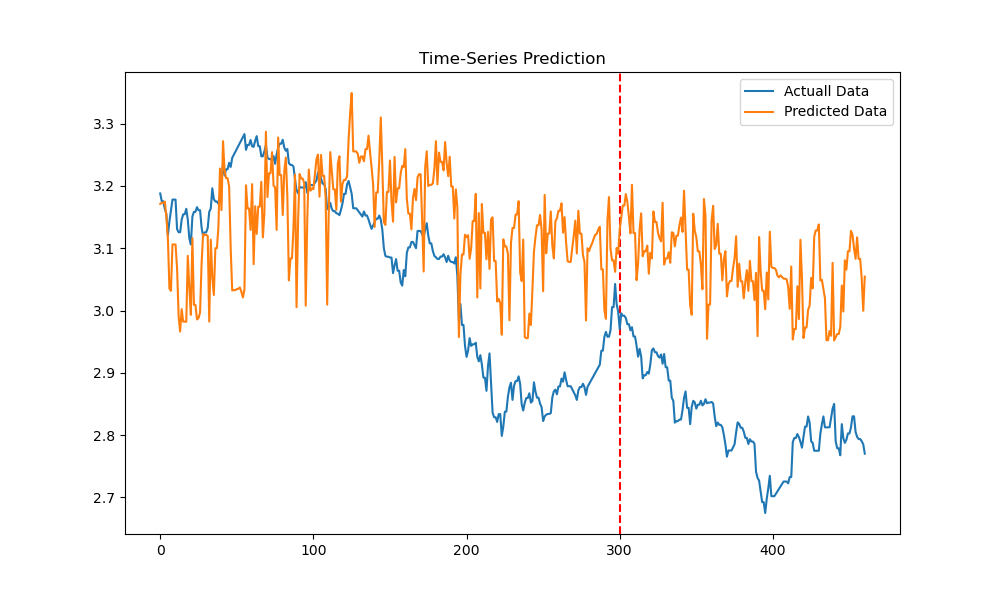 Time-Series Prediction
Actuall Data
Predicted Data
3.3
3.2
3.1
3.0
2.9
2.8
2.7
0 100 200 300 400